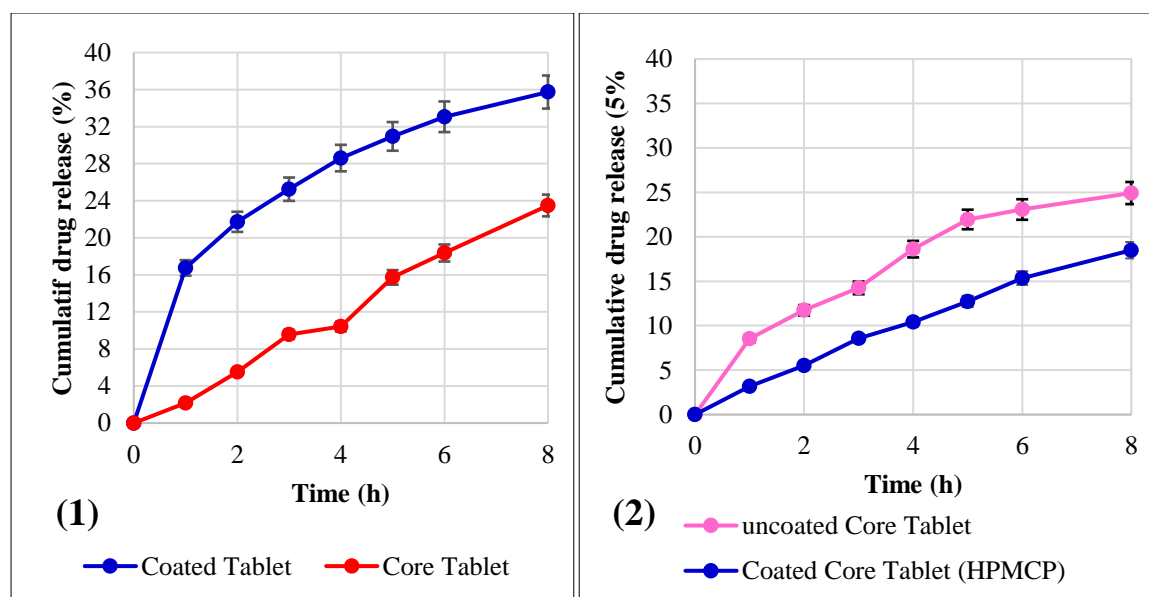 Cumulatif drug release (%)
40
36
32
28
24
20
16
12
8
4
0
0 2 4 6 8
Time (h)
(1)
Coated Tablet Core Tablet
Cumulative drug release (5%
40
35
30
25
20
15
10
5
0
0 2 4 6 8
Time (h)
(2)
uncoated Core Tablet
Coated Core Tablet (HPMCP)